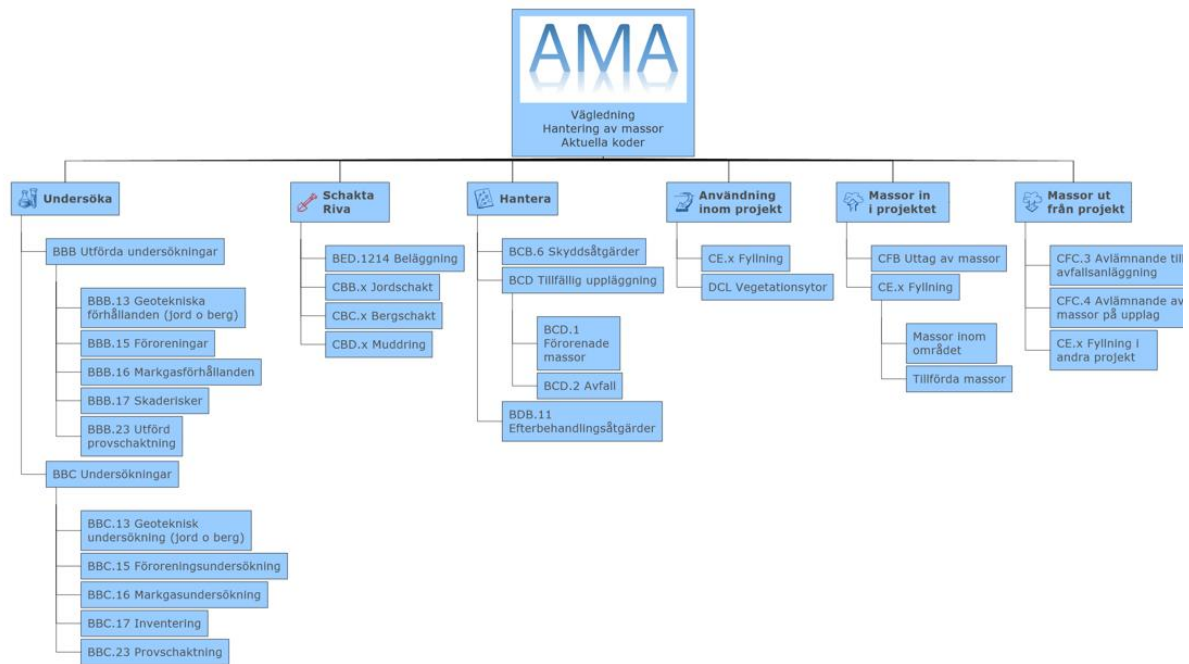 AMA
Vägledning
Hantering av massor
Aktuella koder
Undersöka
BBB Utförda undersökningar
BBB.13 Geotekniska
förhållanden (jord o berg)
BBB.15 Föroreningar
BBB.16 Markgasförhållanden
BBB.17 Skaderisker
BBB.23 Utförd
provschaktning
BBC Undersökningar
BBC.13 Geoteknisk
undersökning (jord o berg)
BBC.15 Föroreningsundersökning
BBC.16 Markgasundersökning
BBC.17 Inventering
BBC.23 Provschaktning
Schakta
Riva
BED.1214 Beläggning
CBB.x Jordschakt
CBC.x Bergschakt
CBD.x Muddring
Hantera
BCB.6 Skyddsåtgärder
BCD Tillfällig uppläggning
BCD.1
Förorenade
massor
BCD.2 Avfall
BDB.11
Efterbehandlingsåtgärder
Användning
inom projekt
CE.x Fyllning
DCL Vegetationsytor
Massor in
i projektet
CFB Uttag av massor
CE.x Fyllning
Massor inom
området
Tillförda massor
Massor ut
från projekt
CFC.3 Avlämnande till
avfallsanläggning
CFC.4 Avlämnande av
massor på upplag
CE.x Fyllning i
andra projekt